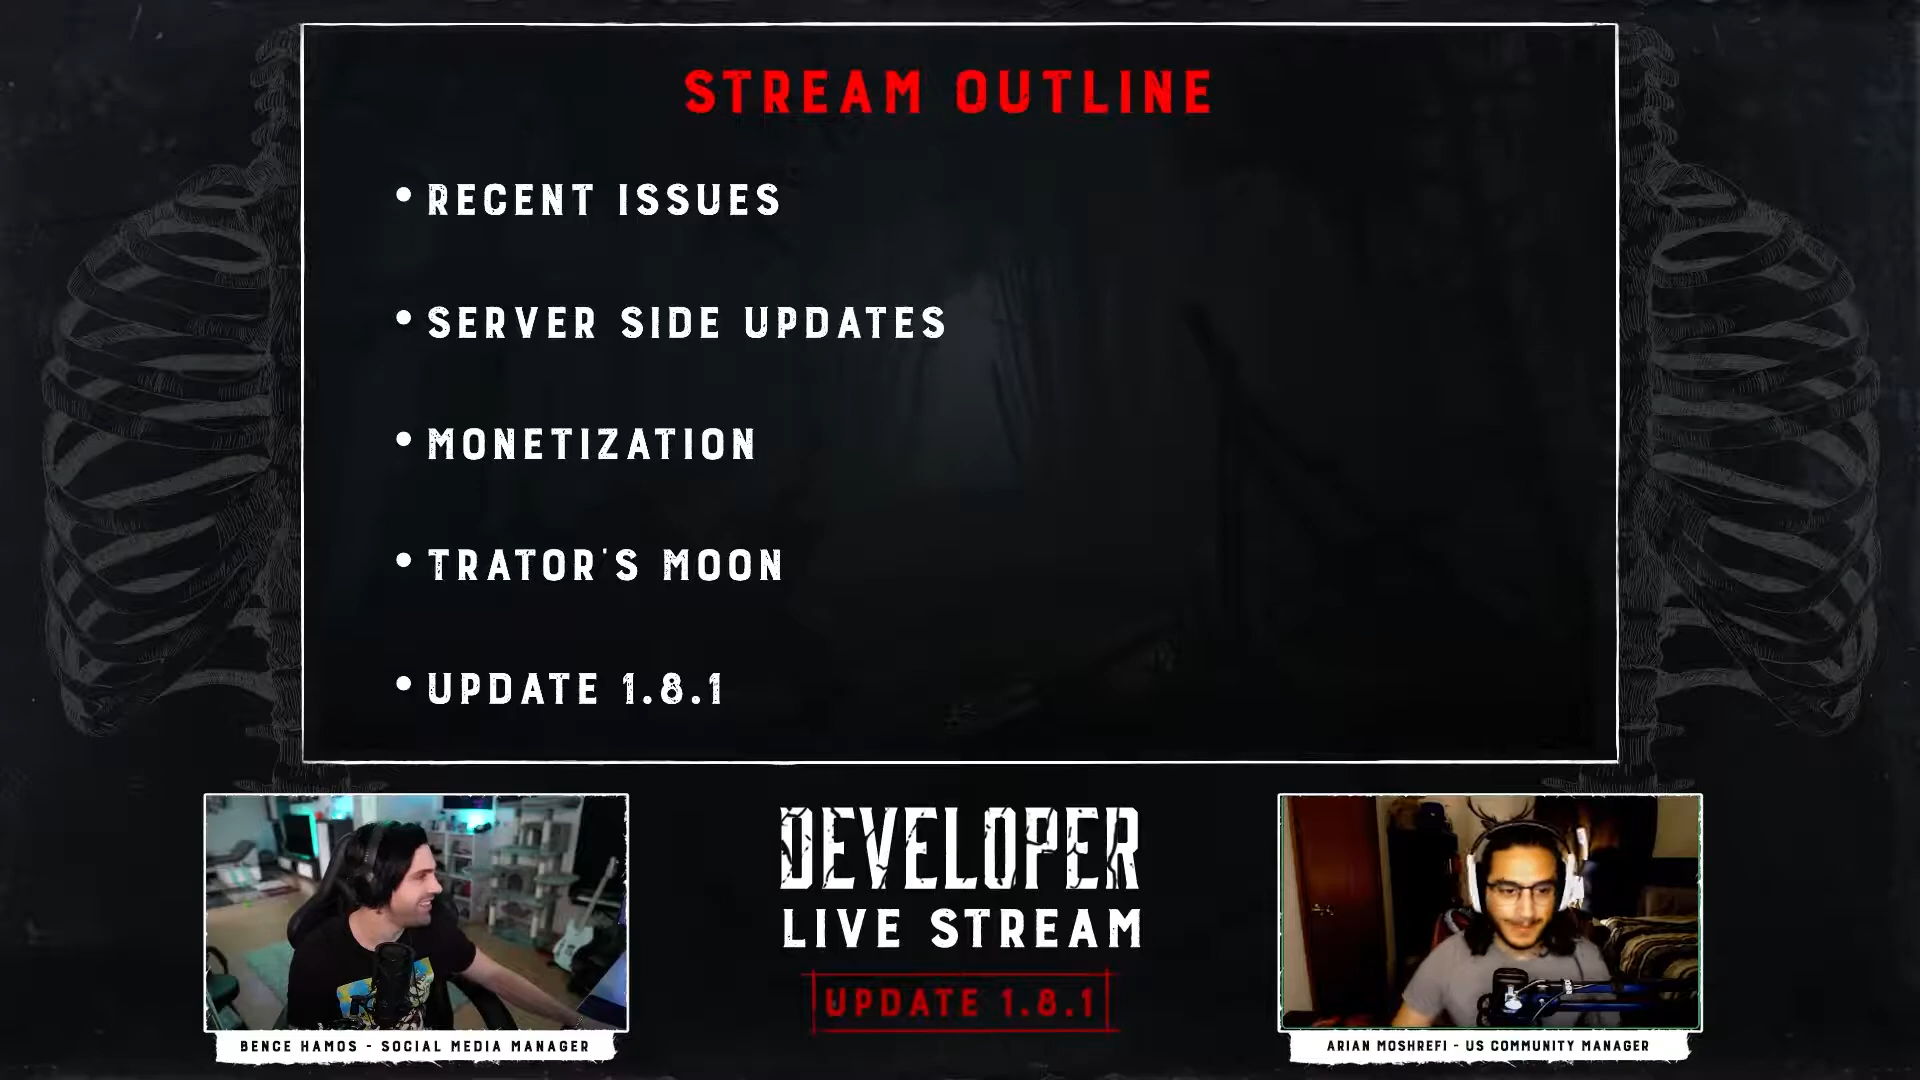 STREAM OUTLINE
• RECENT ISSUES
• SERVER SIDE UPDATES
• MONETIZATION
• TRATOR'S MOON
• UPDATE 1.8.1
DEVELOPER
LIVE STREAM
UPDATE 1.8.1
BENCE HAMOS - SOCIAL MEDIA MANAGER
ARIAN MOSHREFI - US COMMUNITY MANAGER